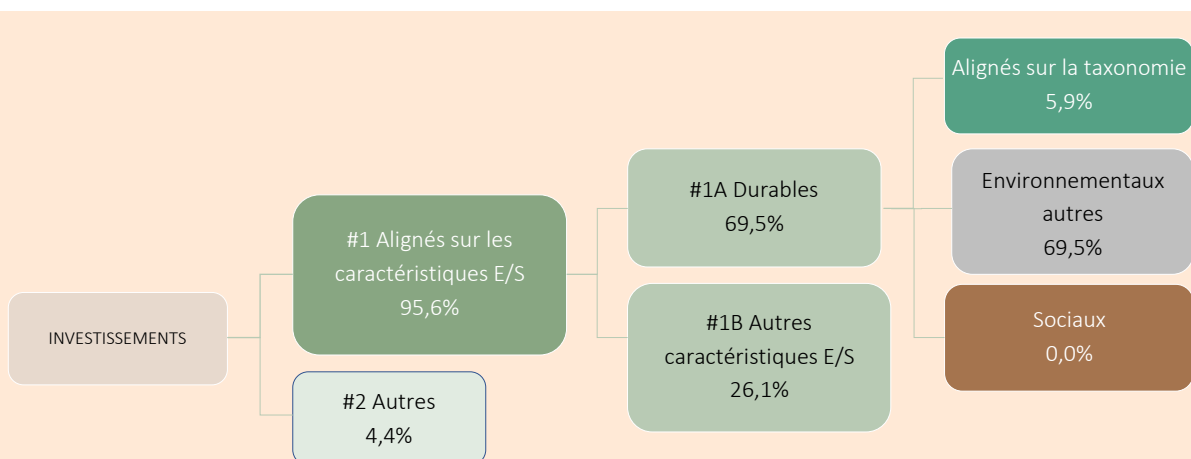 INVESTISSEMENTS
#1 Alignés sur les
caractéristiques E/S
95,6%
#2 Autres
4,4%
#1A Durables
69,5%
#1B Autres
caractéristiques E/S
26,1%
Alignés sur la taxonomie
5,9%
Environnementaux
autres
69,5%
Sociaux
0,0%